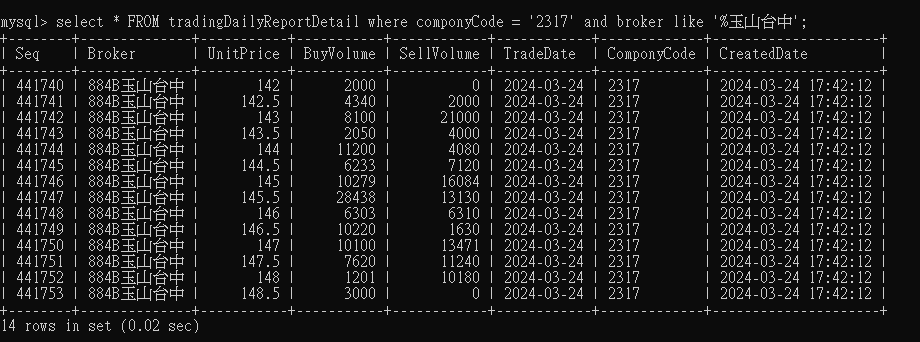 mysql> select * FROM tradingDailyReportDetail where componyCode = '2317' and broker like '%玉山台中';
+--------+--------------+-----------+-----------+------------+------------+-------------+---------------------+
| Seq | Broker | UnitPrice | BuyVolume | SellVolume | TradeDate | ComponyCode | CreatedDate |
+--------+--------------+-----------+-----------+------------+------------+-------------+---------------------+
| 441740 | 884B玉山台中 | 142 | 2000 | 0 | 2024-03-24 | 2317 | 2024-03-24 17:42:12 |
| 441741 | 884B玉山台中 | 142.5 | 4340 | 2000 | 2024-03-24 | 2317 | 2024-03-24 17:42:12 |
| 441742 | 884B玉山台中 | 143 | 8100 | 21000 | 2024-03-24 | 2317 | 2024-03-24 17:42:12 |
| 441743 | 884B玉山台中 | 143.5 | 2050 | 4000 | 2024-03-24 | 2317 | 2024-03-24 17:42:12 |
| 441744 | 884B玉山台中 | 144 | 11200 | 4080 | 2024-03-24 | 2317 | 2024-03-24 17:42:12 |
| 441745 | 884B玉山台中 | 144.5 | 6233 | 7120 | 2024-03-24 | 2317 | 2024-03-24 17:42:12 |
| 441746 | 884B玉山台中 | 145 | 10279 | 16084 | 2024-03-24 | 2317 | 2024-03-24 17:42:12 |
| 441747 | 884B玉山台中 | 145.5 | 28438 | 13130 | 2024-03-24 | 2317 | 2024-03-24 17:42:12 |
| 441748 | 884B玉山台中 | 146 | 6303 | 6310 | 2024-03-24 | 2317 | 2024-03-24 17:42:12 |
| 441749 | 884B玉山台中 | 146.5 | 10220 | 1630 | 2024-03-24 | 2317 | 2024-03-24 17:42:12 |
| 441750 | 884B玉山台中 | 147 | 10100 | 13471 | 2024-03-24 | 2317 | 2024-03-24 17:42:12 |
| 441751 | 884B玉山台中 | 147.5 | 7620 | 11240 | 2024-03-24 | 2317 | 2024-03-24 17:42:12 |
| 441752 | 884B玉山台中 | 148 | 1201 | 10180 | 2024-03-24 | 2317 | 2024-03-24 17:42:12 |
| 441753 | 884B玉山台中 | 148.5 | 3000 | 0 | 2024-03-24 | 2317 | 2024-03-24 17:42:12 |
+--------+--------------+-----------+-----------+------------+------------+-------------+---------------------+
14 rows in set (0.02 sec)